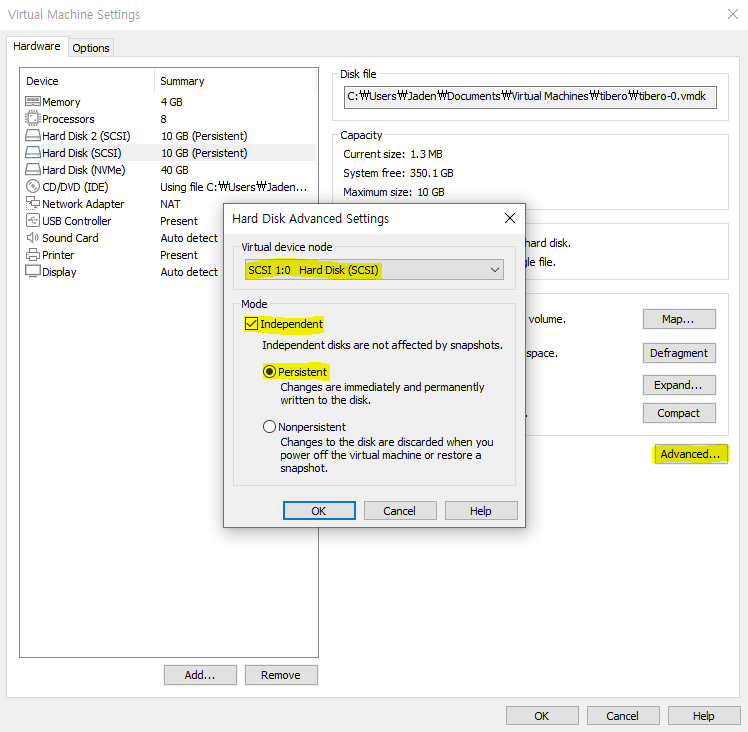 Virtual Machine Settings
Hardware
Options
Device Summary
Memory 4 GB
Processors 8
Hard Disk 2 (SCSI) 10 GB (Persistent)
Hard Disk (SCSI) 10 GB (Persistent)
Hard Disk (NVMe) 40 GB
CD/DVD (IDE) Using file C:₩Users₩Jaden...
Network Adapter NAT
USB Controller Present
Sound Card Auto detect
Printer Present
Display Auto detect
Add...
Remove
Disk file
C:₩Users₩Jaden₩Documents₩Virtual Machines₩tibero₩tibero-0.vmdk
Capacity
Current size: 1.3 MB
System free: 350.1 GB
Maximum size: 10 GB
hard disk.
gle file.
volume.
Map...
space.
Defragment
Expand...
Compact
Advanced...
Hard Disk Advanced Settings
Virtual device node
SCSI 1:0 Hard Disk (SCSI)
Mode
Independent
Independent disks are not affected by snapshots.
Persistent
Changes are immediately and permanently
written to the disk.
Nonpersistent
Changes to the disk are discarded when you
power off the virtual machine or restore a
snapshot.
OK
Cancel
Help
OK
Cancel
Help